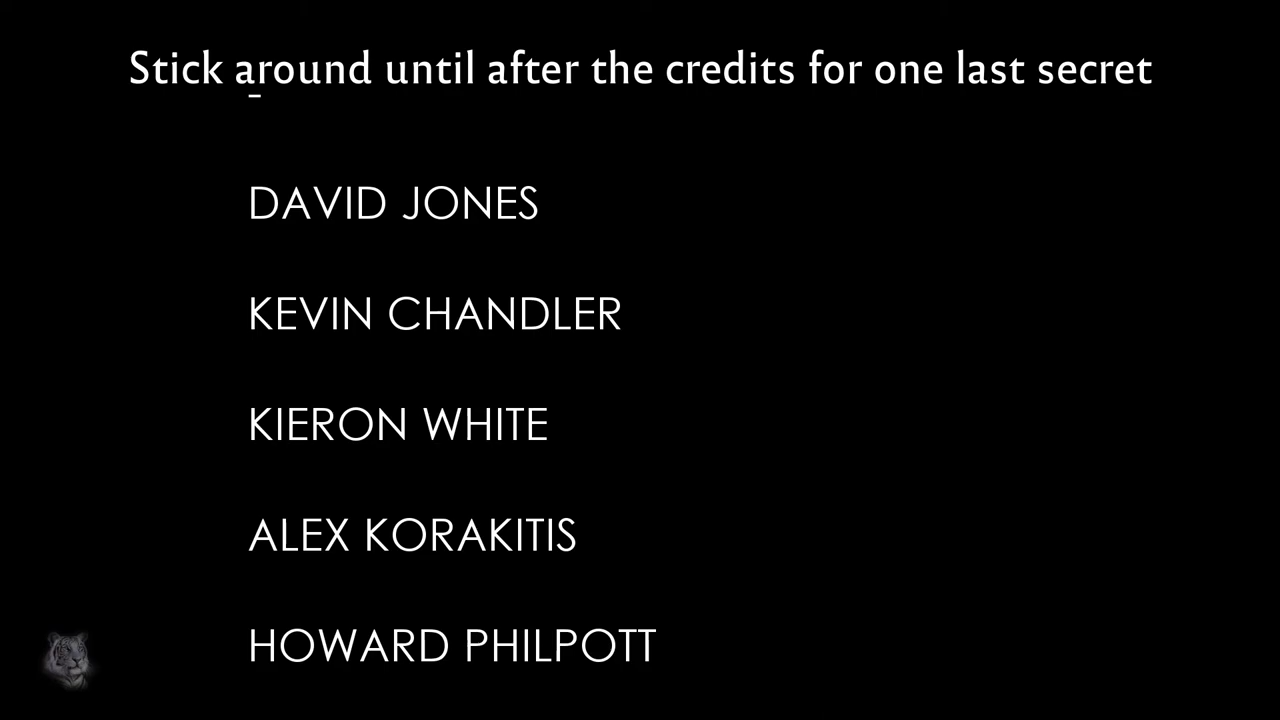 Stick around until after the credits for one last secret
DAVID JONES
KEVIN CHANDLER
KIERON WHITE
ALEX KORAKITIS
HOWARD PHILPOTT